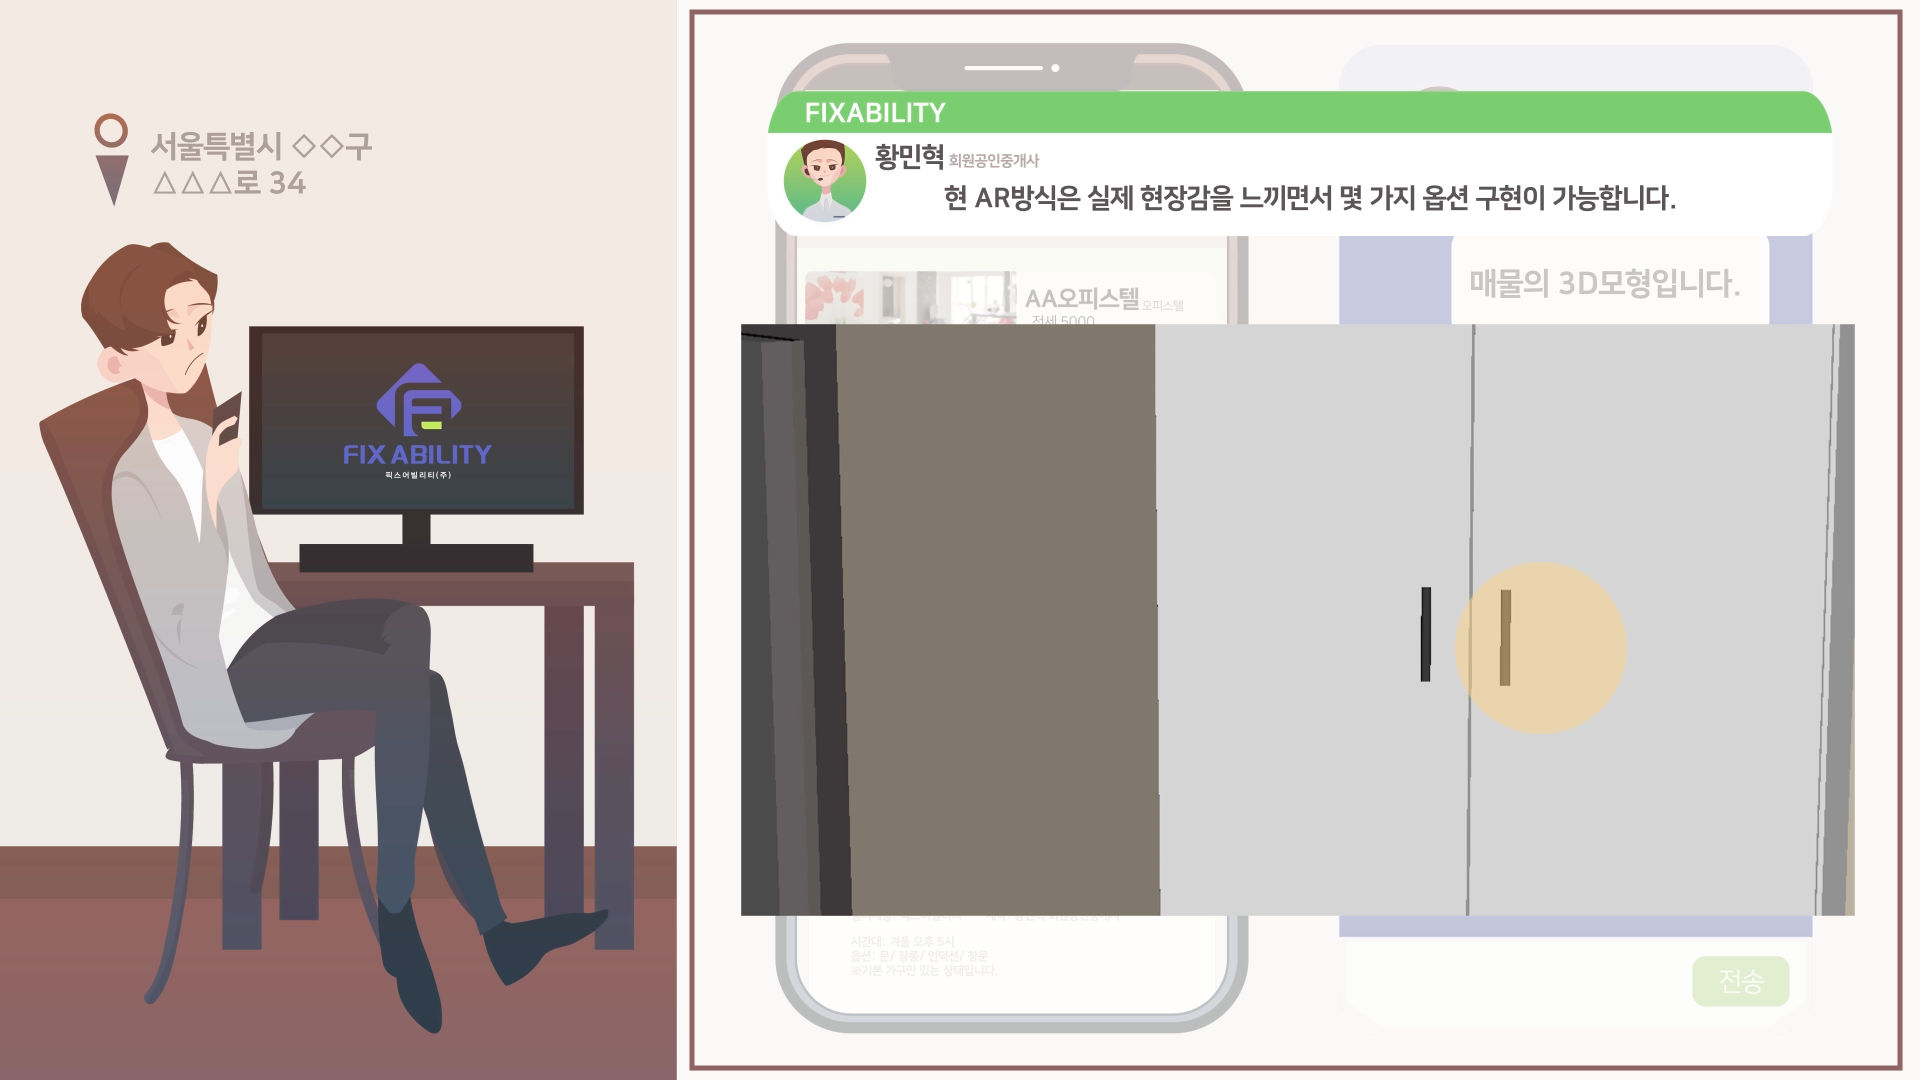 서울특별시 ◇◇구
△△△로 34
FIX ABILITY
픽스어빌리티(주)
FIXABILITY
황민혁 회원공인중개사
현 AR방식은 실제 현장감을 느끼면서 몇 가지 옵션 구현이 가능합니다.
매물의 3D모형입니다.
AA오피스텔 오피스텔
전세 5000
시간대: 겨울 오후 5시
옵션: 문/ 장롱/ 인덕션/ 창문
※기본 가구만 있는 상태입니다.
전송